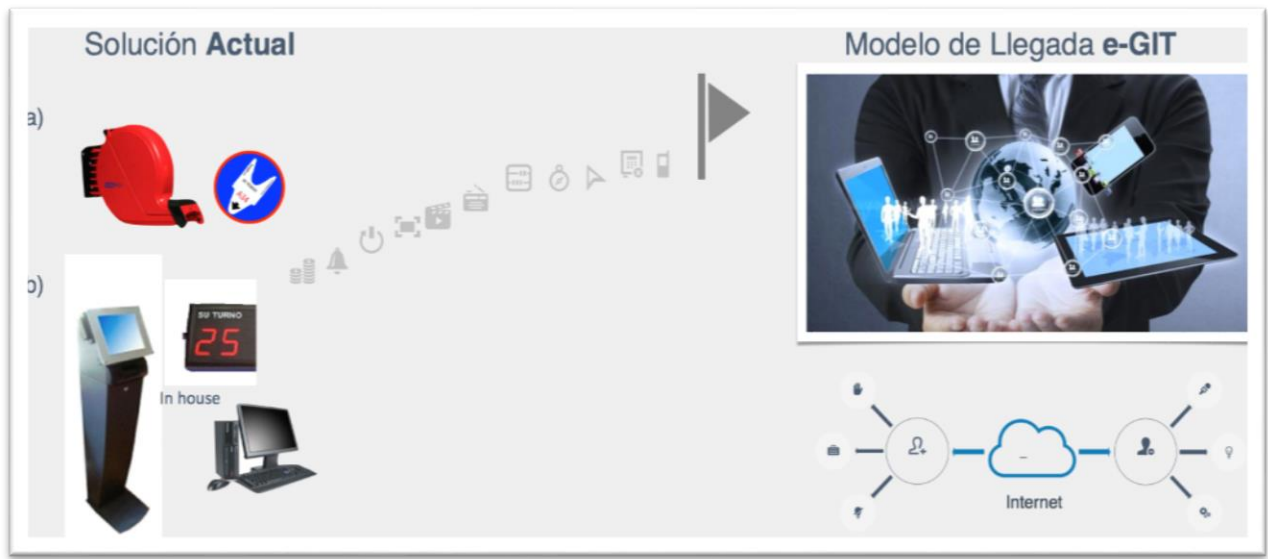 Solución Actual
Modelo de Llegada e-GIT
a)
b)
SU TURNO
25
In house
Internet